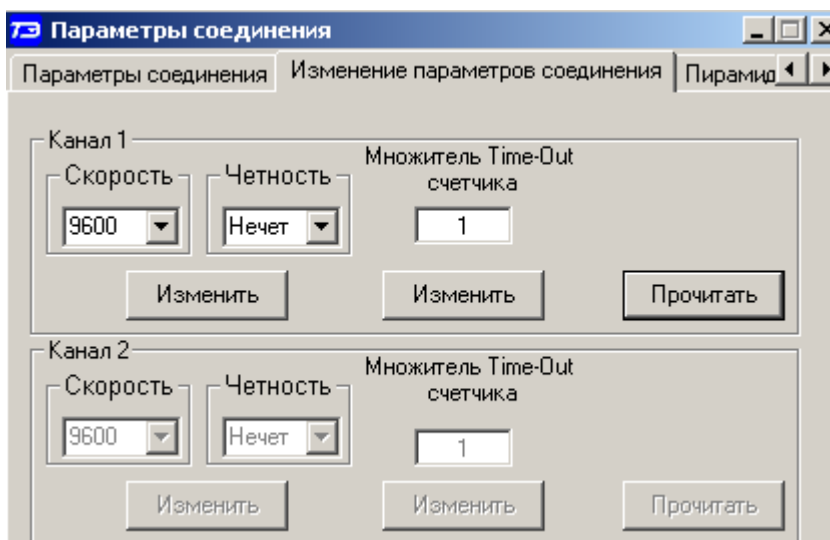 ТЭ Параметры соединения
Параметры соединения Изменение параметров соединения Пирамид
Канал 1
Скорость Четность Множитель Time-Out
счетчика
9600 Нечет 1
Изменить Изменить Прочитать
Канал 2
Скорость Четность Множитель Time-Out
счетчика
9600 Нечет 1
Изменить Изменить Прочитать